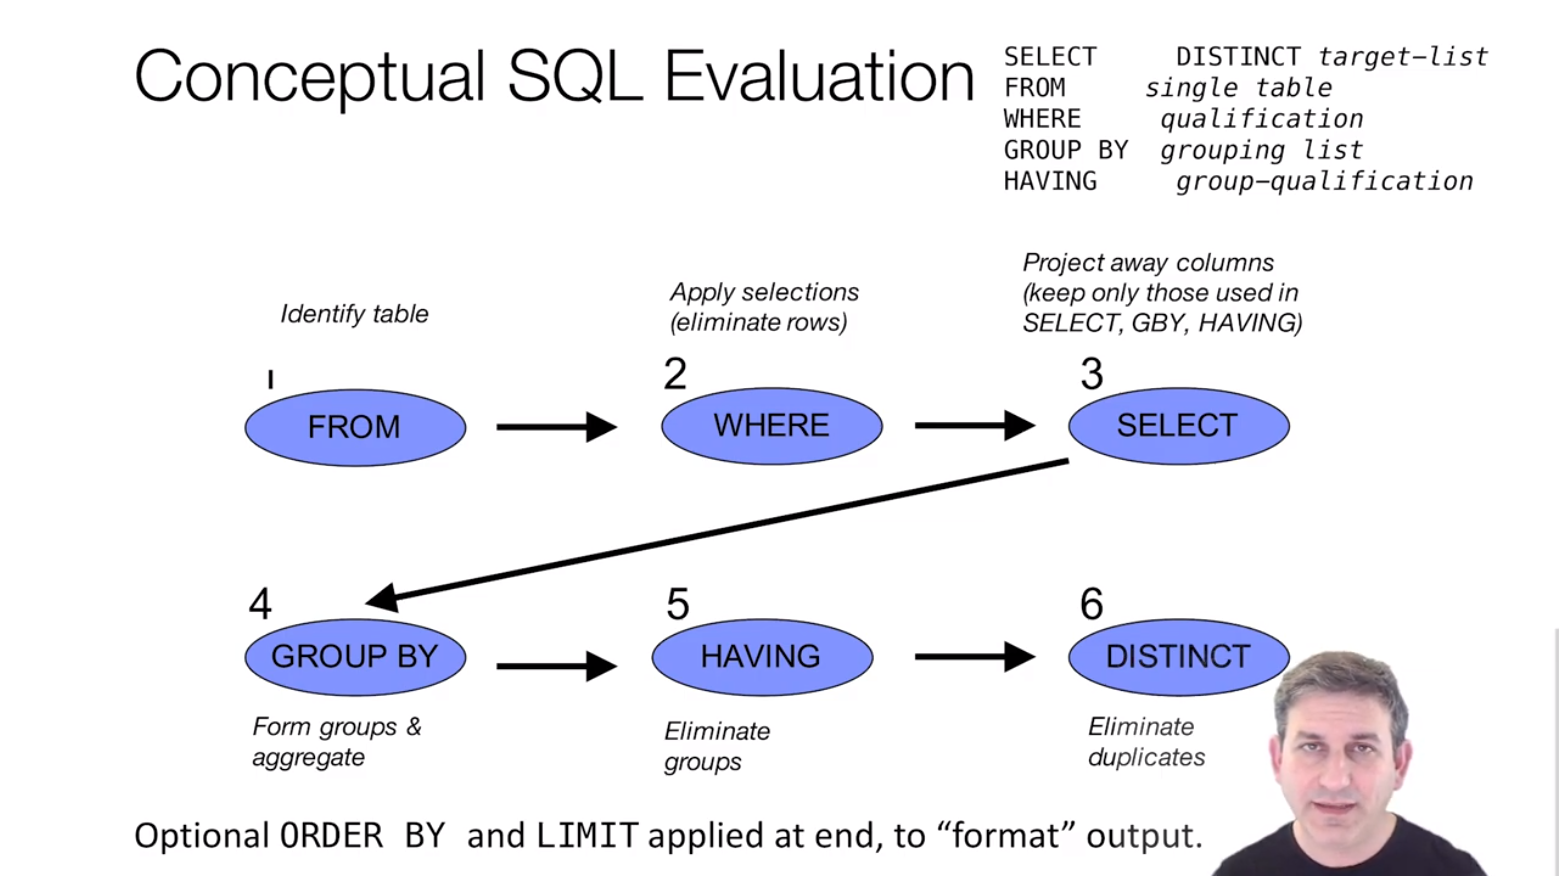 Conceptual SQL Evaluation
SELECT DISTINCT target-list
FROM single table
WHERE qualification
GROUP BY grouping list
HAVING group-qualification
Identify table
Apply selections
(eliminate rows)
Project away columns
(keep only those used in
SELECT, GBY, HAVING)
1
FROM
2
WHERE
3
SELECT
4
GROUP BY
5
HAVING
6
DISTINCT
Form groups &
aggregate
Eliminate
groups
Eliminate
duplicates
Optional ORDER BY and LIMIT applied at end, to “format” output.